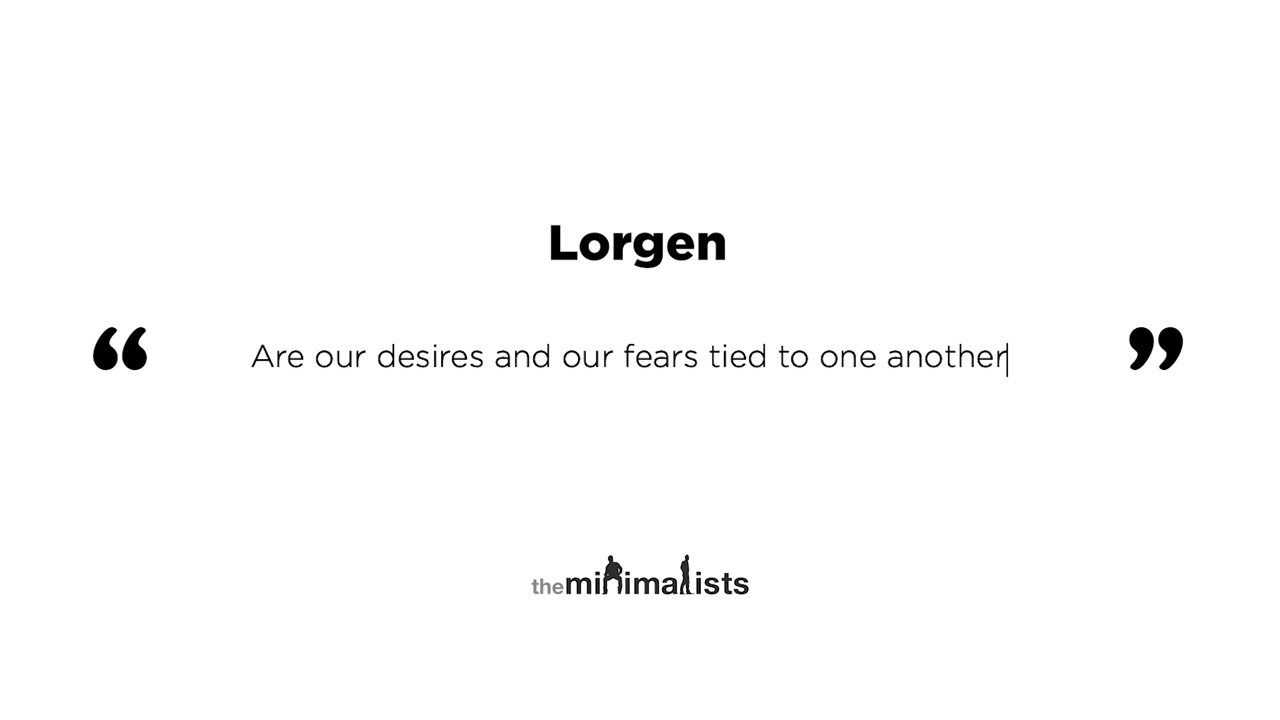 Lorgen
“ Are our desires and our fears tied to one another ”
theminimalists